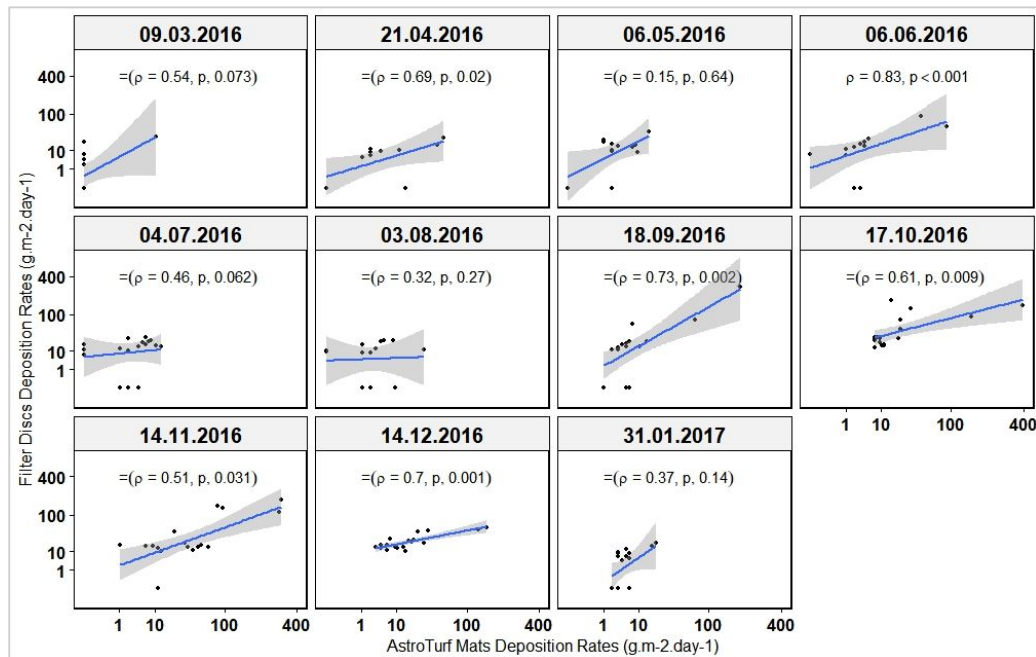 09.03.2016 21.04.2016 06.05.2016 06.06.2016
=(ρ = 0.54, p, 0.073) =(ρ = 0.69, p, 0.02) =(ρ = 0.15, p, 0.64) ρ = 0.83, p < 0.001
400
100
10
1
04.07.2016 03.08.2016 18.09.2016 17.10.2016
=(ρ = 0.46, p, 0.062) =(ρ = 0.32, p, 0.27) =(ρ = 0.73, p, 0.002) =(ρ = 0.61, p, 0.009)
400
100
10
1
1 10 100 400
14.11.2016 14.12.2016 31.01.2017
=(ρ = 0.51, p, 0.031) =(ρ = 0.7, p, 0.001) =(ρ = 0.37, p, 0.14)
400
100
10
1
1 10 100 400 1 10 100 400 1 10 100 400
AstroTurf Mats Deposition Rates (g.m-2.day-1)
Filter Discs Deposition Rates (g.m-2.day-1)